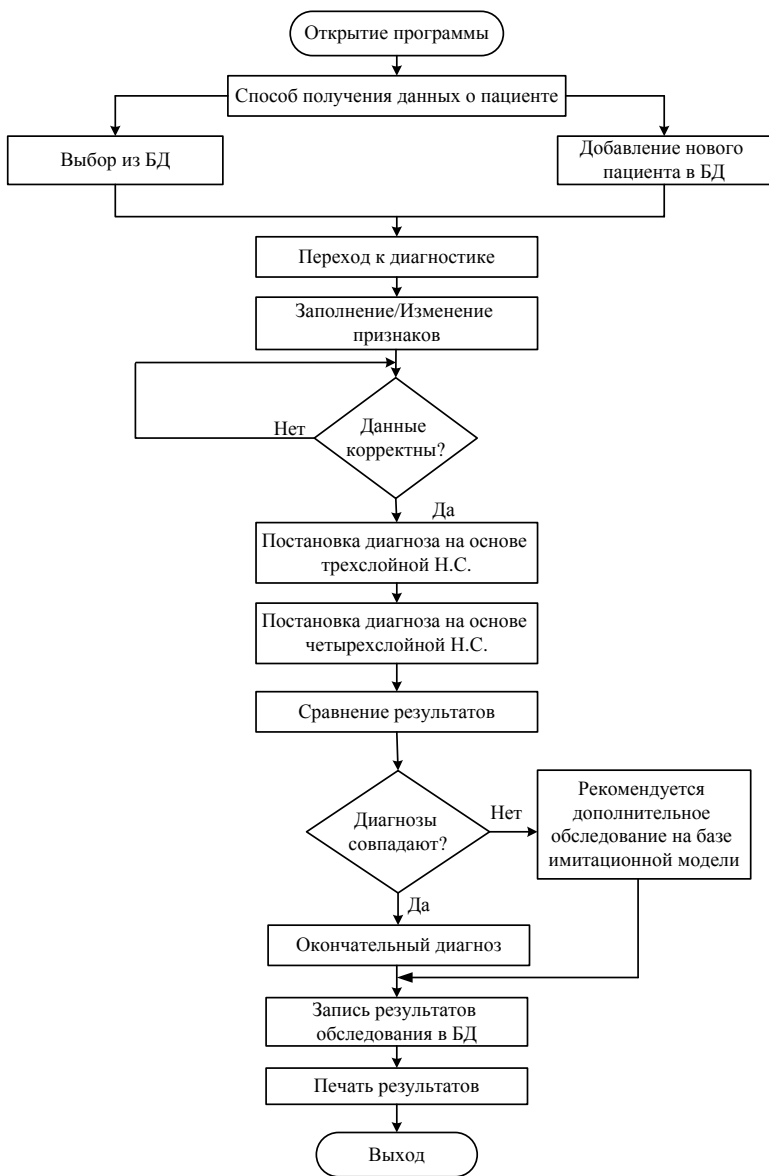 Открытие программы
Способ получения данных о пациенте
Выбор из БД
Добавление нового
пациента в БД
Переход к диагностике
Заполнение/Изменение
признаков
Нет
Данные
корректны?
Да
Постановка диагноза на основе
трехслойной Н.С.
Постановка диагноза на основе
четырехслойной Н.С.
Сравнение результатов
Диагнозы
совпадают?
Нет
Рекомендуется
дополнительное
обследование на базе
имитационной модели
Да
Окончательный диагноз
Запись результатов
обследования в БД
Печать результатов
Выход